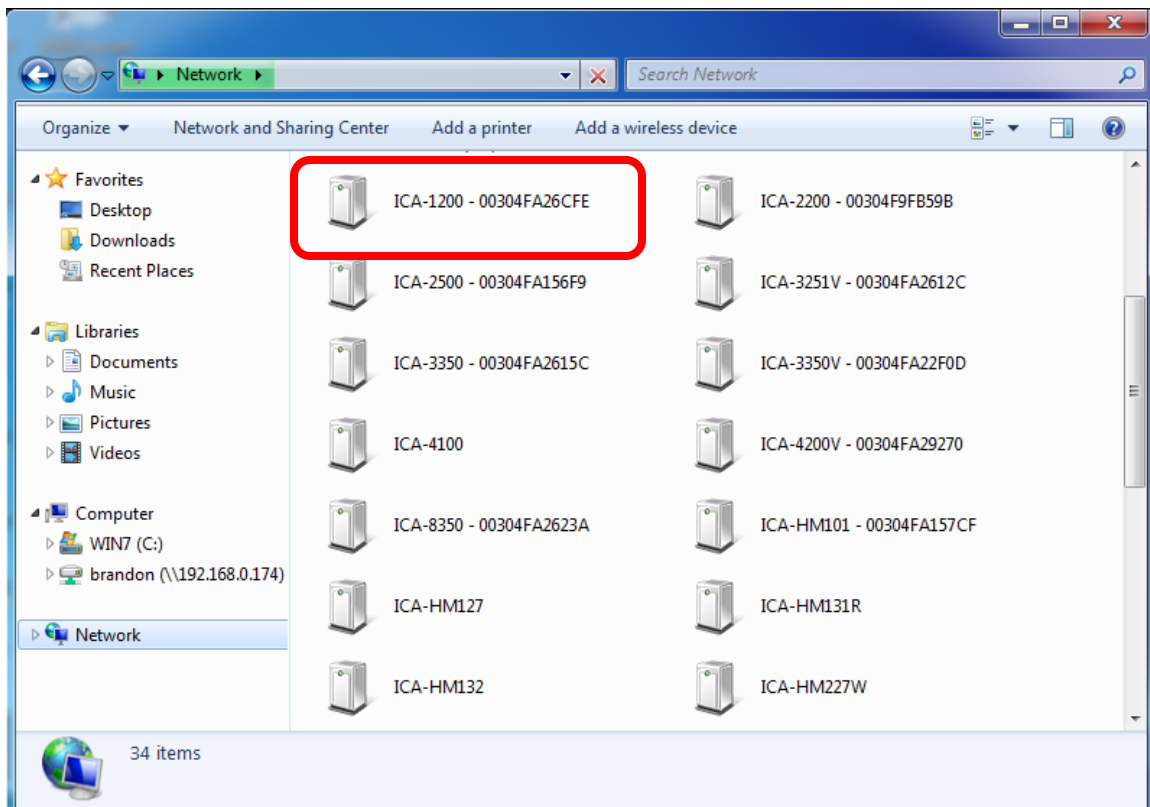 Network
Search Network
Organize Network and Sharing Center Add a printer Add a wireless device
Favorites
Desktop
Downloads
Recent Places
Libraries
Documents
Music
Pictures
Videos
Computer
WIN7 (C:)
brandon (\\192.168.0.174)
Network
ICA-1200 - 00304FA26CFE
ICA-2200 - 00304F9FB59B
ICA-2500 - 00304FA156F9
ICA-3251V - 00304FA2612C
ICA-3350 - 00304FA2615C
ICA-3350V - 00304FA22F0D
ICA-4100
ICA-4200V - 00304FA29270
ICA-8350 - 00304FA2623A
ICA-HM101 - 00304FA157CF
ICA-HM127
ICA-HM131R
ICA-HM132
ICA-HM227W
34 items